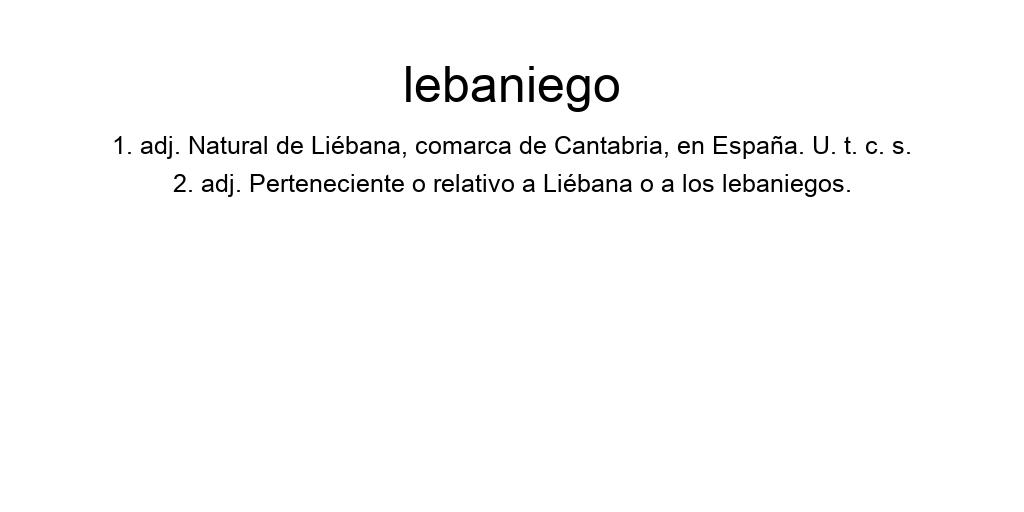 lebaniego
1. adj. Natural de Liébana, comarca de Cantabria, en España. U. t. c. s.
2. adj. Perteneciente o relativo a Liébana o a los lebaniegos.